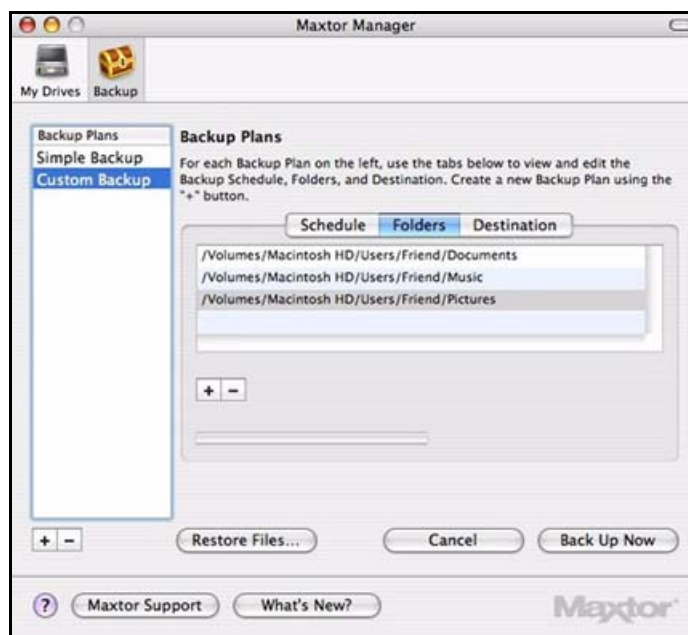 Maxtor Manager
My Drives Backup
Backup Plans
Simple Backup
Custom Backup
Backup Plans
For each Backup Plan on the left, use the tabs below to view and edit the
Backup Schedule, Folders, and Destination. Create a new Backup Plan using the
"+" button.
Schedule Folders Destination
/Volumes/Macintosh HD/Users/Friend/Documents
/Volumes/Macintosh HD/Users/Friend/Music
/Volumes/Macintosh HD/Users/Friend/Pictures
+ −
+ −
Restore Files... Cancel Back Up Now
? Maxtor Support What's New?
Maxtor